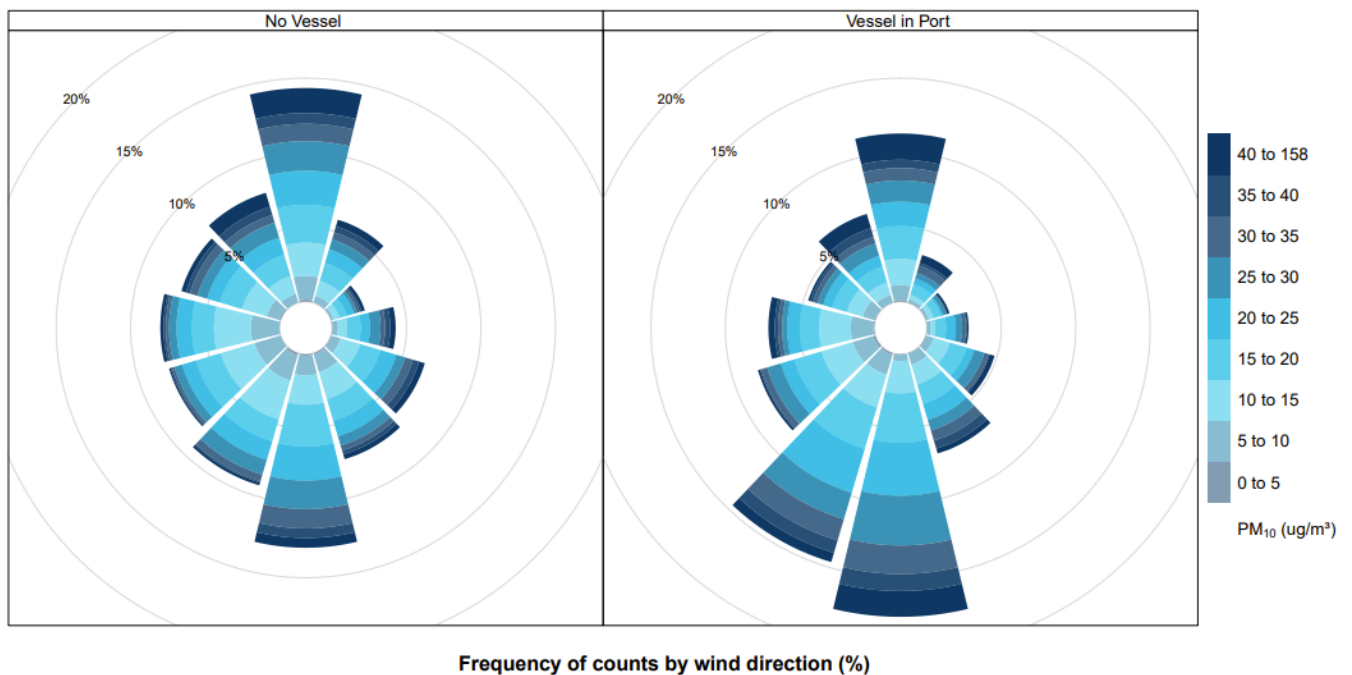 No Vessel
20%
15%
10%
5%
Vessel in Port
20%
15%
10%
5%
40 to 158
35 to 40
30 to 35
25 to 30
20 to 25
15 to 20
10 to 15
5 to 10
0 to 5
PM₁₀ (ug/m³)
Frequency of counts by wind direction (%)